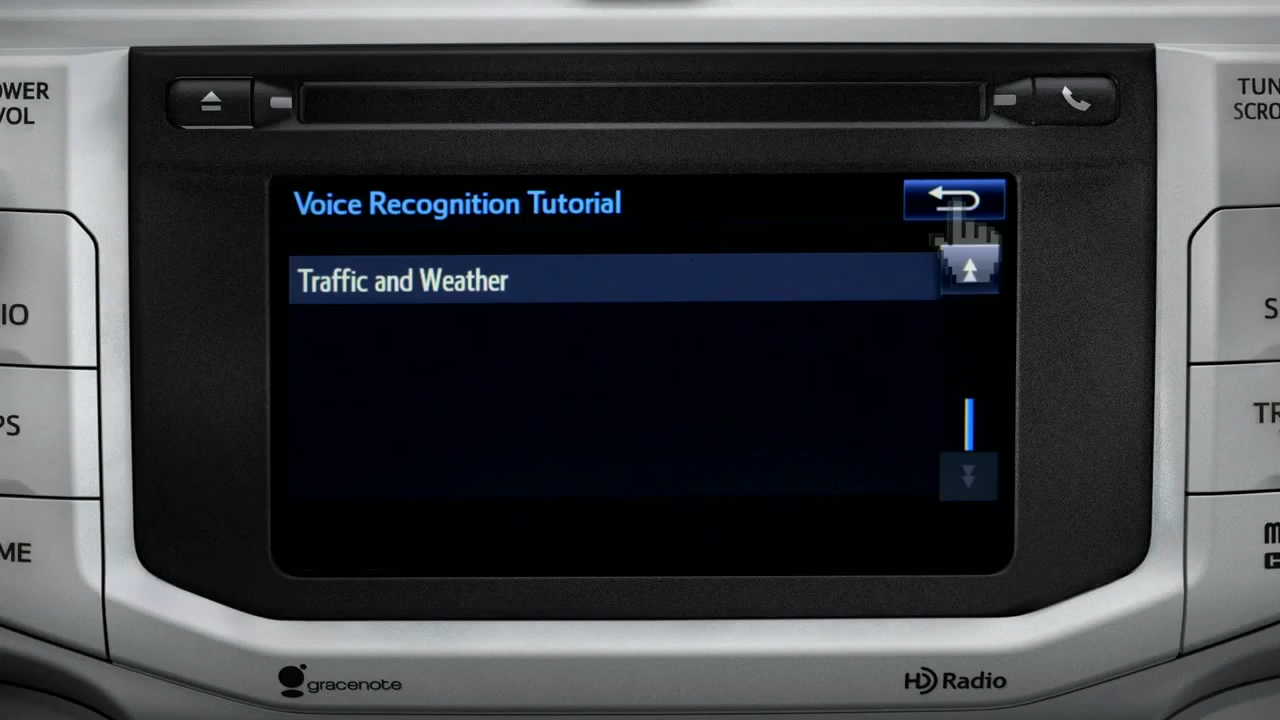 OWER
VOL
TUN
SCRO
Voice Recognition Tutorial
Traffic and Weather
IO
PS
ME
S
TR
gracenote
HD Radio